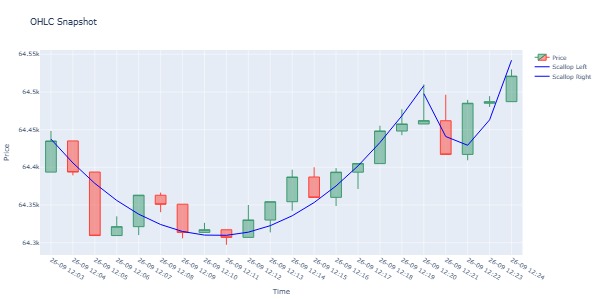 OHLC Snapshot
Price
Scallop Left
Scallop Right
64.55k
64.5k
64.45k
64.4k
64.35k
64.3k
Price
26-09 12:03
26-09 12:04
26-09 12:05
26-09 12:06
26-09 12:07
26-09 12:08
26-09 12:09
26-09 12:10
26-09 12:11
26-09 12:12
26-09 12:13
26-09 12:14
26-09 12:15
26-09 12:16
26-09 12:17
26-09 12:18
26-09 12:19
26-09 12:20
26-09 12:21
26-09 12:22
26-09 12:23
26-09 12:24
Time